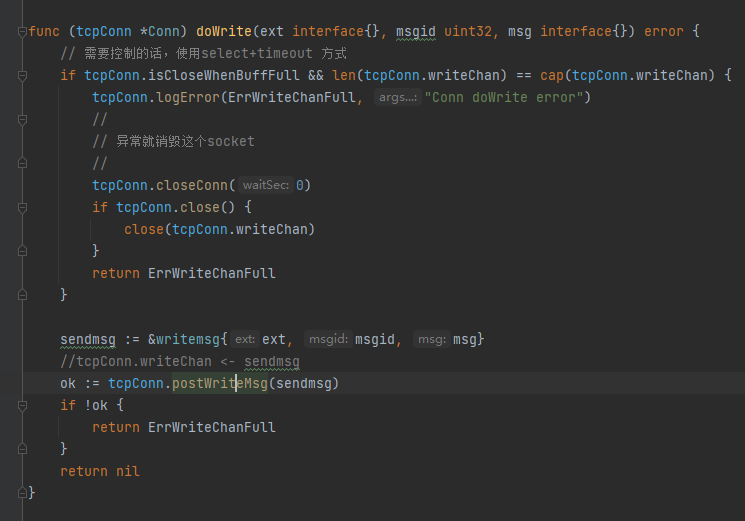 func (tcpConn *Conn) doWrite(ext interface{}, msgid uint32, msg interface{}) error {
// 需要控制的话，使用select+timeout 方式
if tcpConn.isCloseWhenBuffFull && len(tcpConn.writeChan) == cap(tcpConn.writeChan) {
tcpConn.logError(ErrWriteChanFull, args...: "Conn doWrite error")
//
// 异常就销毁这个socket
//
tcpConn.closeConn( waitSec: 0)
if tcpConn.close() {
close(tcpConn.writeChan)
}
return ErrWriteChanFull
}
sendmsg := &writemsg{ ext: ext, msgid: msgid, msg: msg}
//tcpConn.writeChan <- sendmsg
ok := tcpConn.postWriteMsg(sendmsg)
if !ok {
return ErrWriteChanFull
}
return nil
}